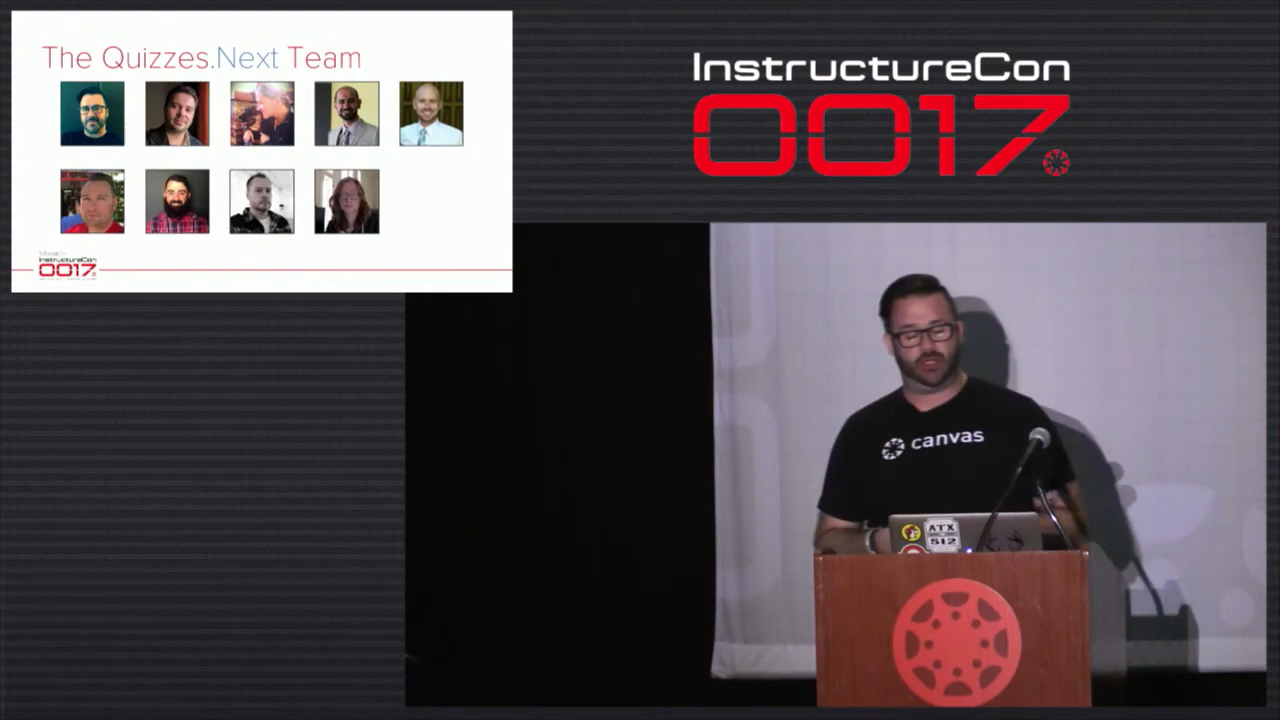 The Quizzes.Next Team
InstructureCon
0017
InstructureCon
0017
canvas
ATX
512